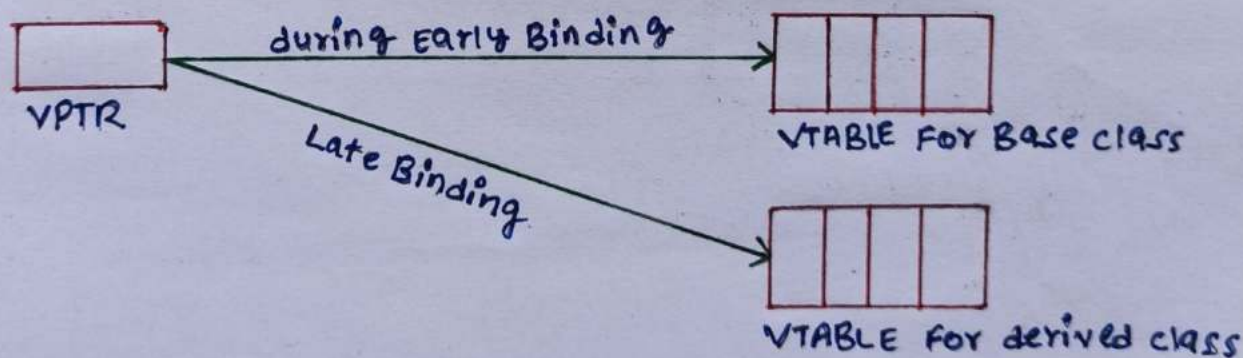 during Early Binding
VPTR
VTABLE For Base class
Late Binding
VTABLE For derived class